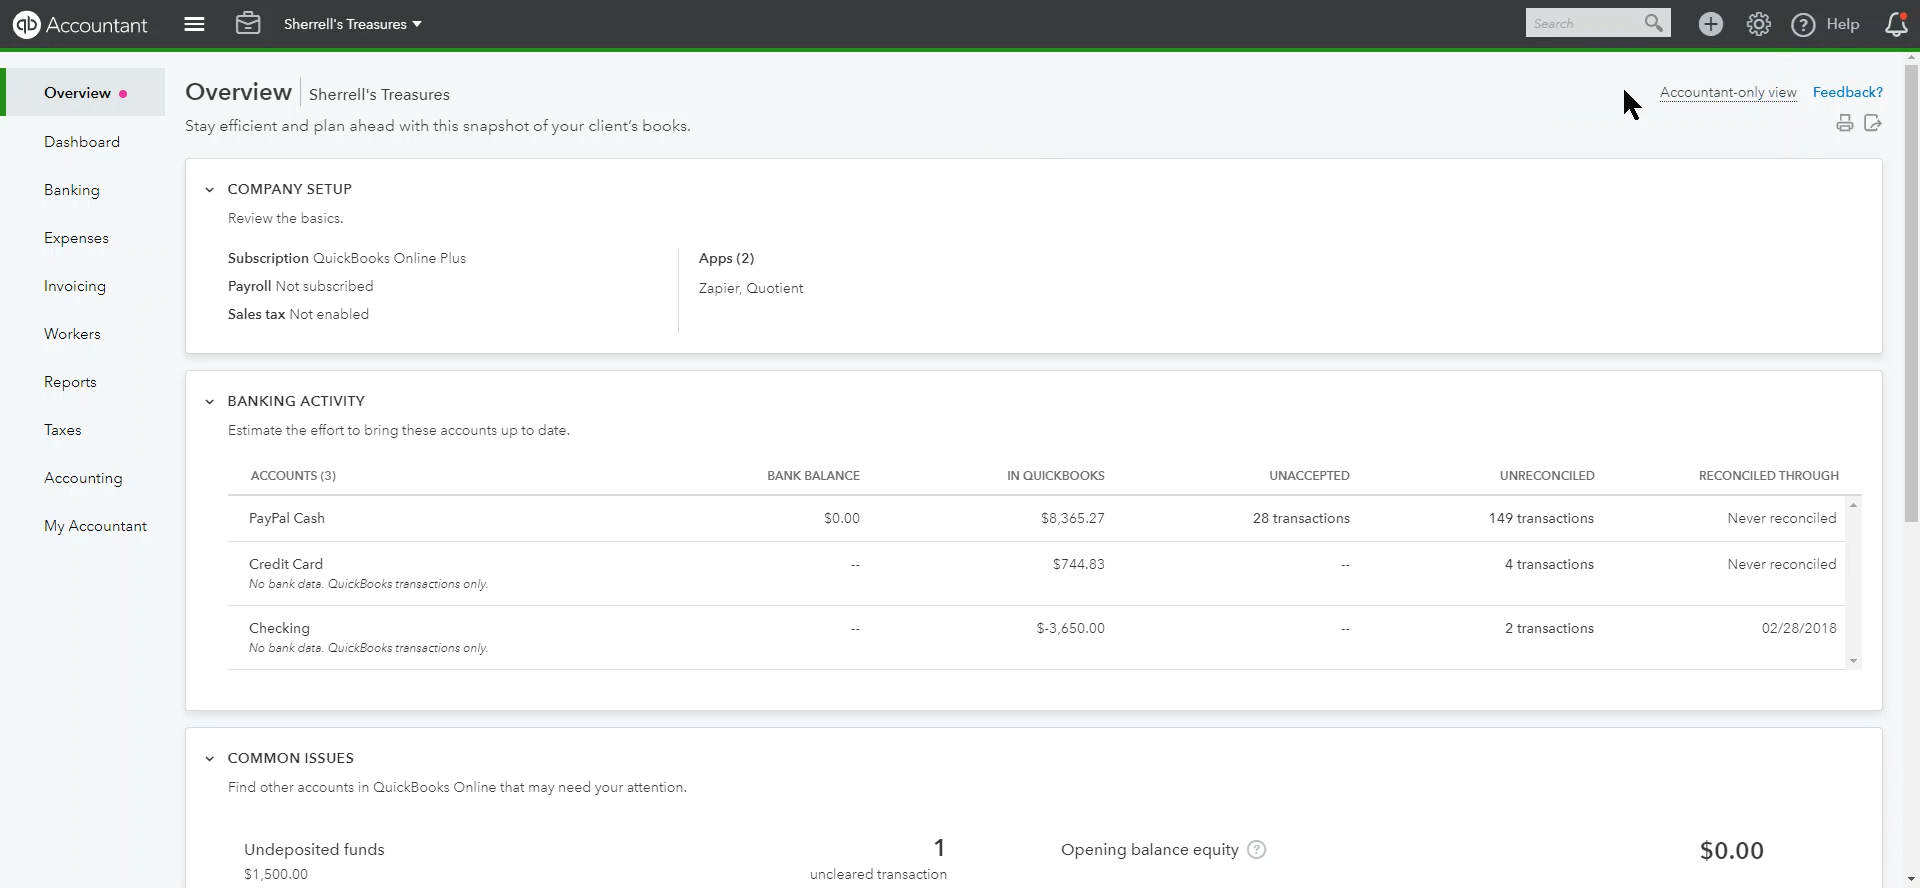 qb Accountant
Sherrell's Treasures
Search
Help
Overview
Dashboard
Banking
Expenses
Invoicing
Workers
Reports
Taxes
Accounting
My Accountant
Overview Sherrell's Treasures
Accountant-only view Feedback?
Stay efficient and plan ahead with this snapshot of your client's books.
COMPANY SETUP
Review the basics.
Subscription QuickBooks Online Plus
Payroll Not subscribed
Sales tax Not enabled
Apps (2)
Zapier, Quotient
BANKING ACTIVITY
Estimate the effort to bring these accounts up to date.
ACCOUNTS (3) BANK BALANCE IN QUICKBOOKS UNACCEPTED UNRECONCILED RECONCILED THROUGH
PayPal Cash $0.00 $8,365.27 28 transactions 149 transactions Never reconciled
Credit Card -- $744.83 -- 4 transactions Never reconciled
No bank data. QuickBooks transactions only.
Checking -- $-3,650.00 -- 2 transactions 02/28/2018
No bank data. QuickBooks transactions only.
COMMON ISSUES
Find other accounts in QuickBooks Online that may need your attention.
Undeposited funds 1 Opening balance equity ? $0.00
$1,500.00 uncleared transaction